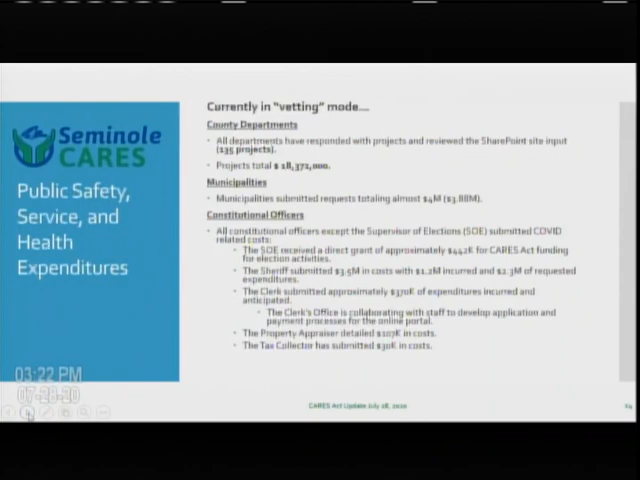 Seminole
CARES
Public Safety,
Service, and
Health
Expenditures
03:22 PM
07-28-20
Currently in "vetting" mode....
County Departments
- All departments have responded with projects and reviewed the SharePoint site input
(135 projects).
- Projects total $ 18,372,000.
Municipalities
- Municipalities submitted requests totaling almost $4M ($3.88M).
Constitutional Officers
- All constitutional officers except the Supervisor of Elections (SOE) submitted COVID
related costs:
• The SOE received a direct grant of approximately $442K for CARES Act funding
for election activities.
• The Sheriff submitted $3.5M in costs with $1.2M incurred and $2.3M of requested
expenditures.
• The Clerk submitted approximately $370K of expenditures incurred and
anticipated.
• The Clerk's Office is collaborating with staff to develop application and
payment processes for the online portal.
• The Property Appraiser detailed $107K in costs.
• The Tax Collector has submitted $30K in costs.
CARES Act Update July 28, 2020